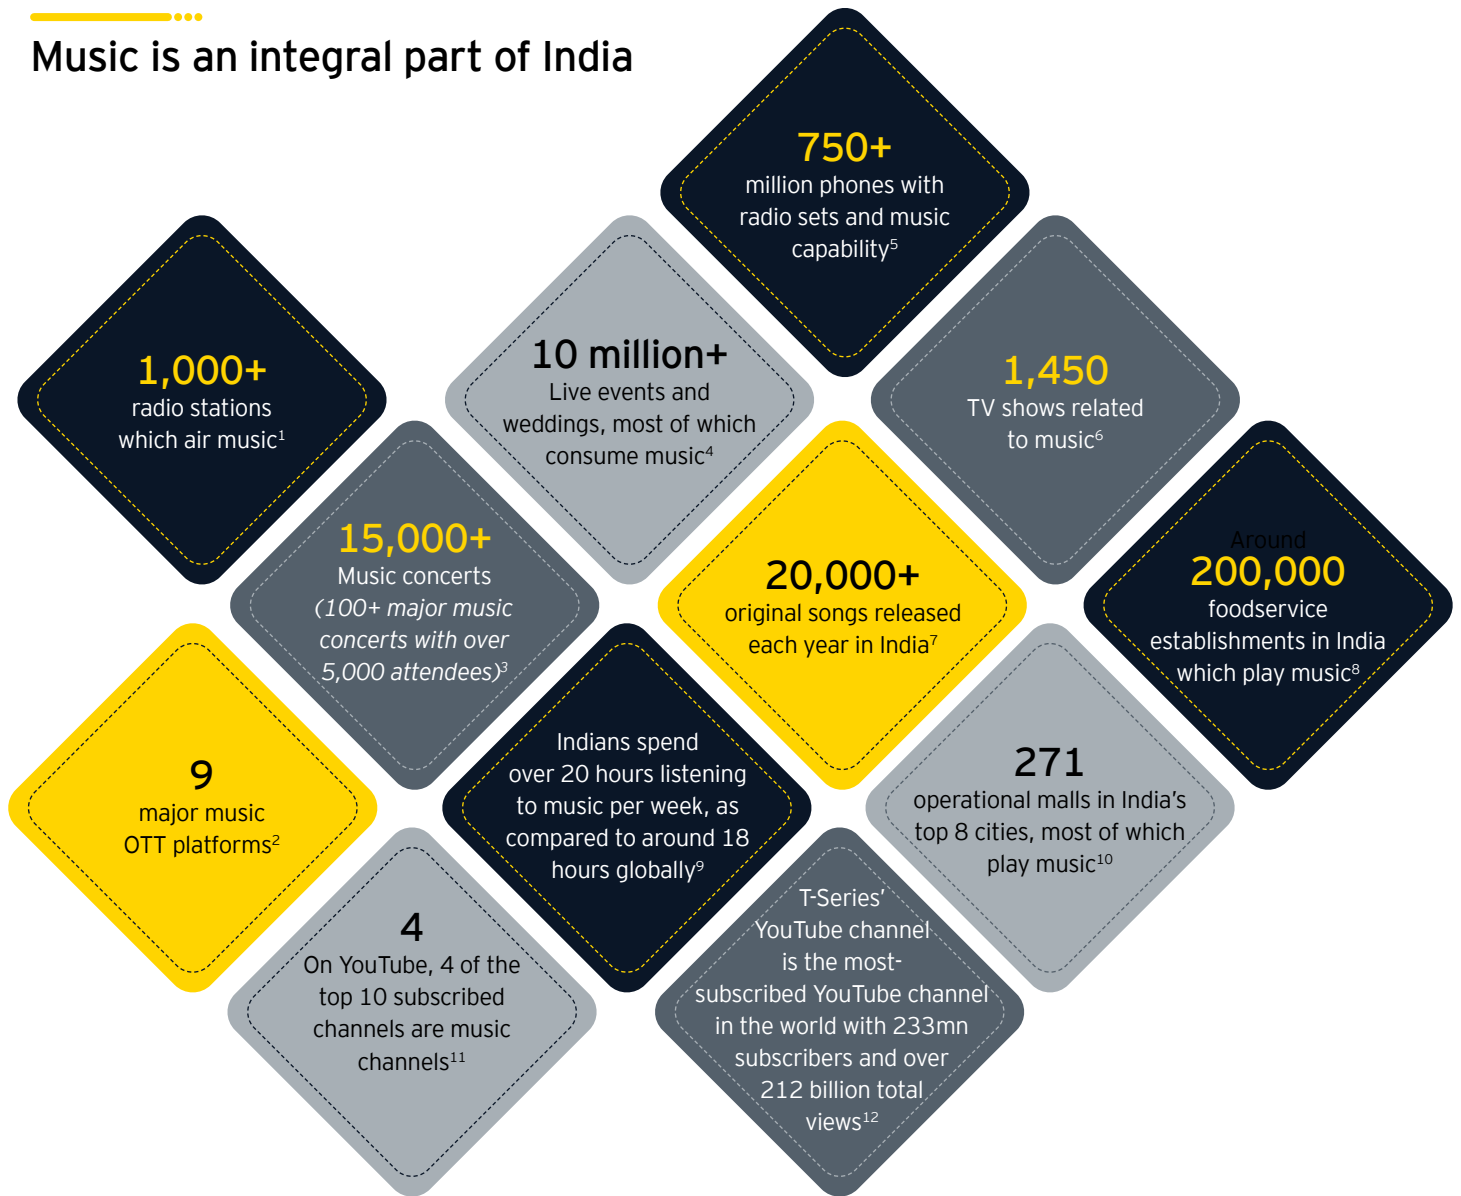 Music is an integral part of India
750+
million phones with
radio sets and music
capability5
1,000+
radio stations
which air music1
10 million+
Live events and
weddings, most of which
consume music4
1,450
TV shows related
to music6
15,000+
Music concerts
(100+ major music
concerts with over
5,000 attendees)3
20,000+
original songs released
each year in India7
Around
200,000
foodservice
establishments in India
which play music8
9
major music
OTT platforms2
Indians spend
over 20 hours listening
to music per week, as
compared to around 18
hours globally9
271
operational malls in India's
top 8 cities, most of which
play music10
4
On YouTube, 4 of the
top 10 subscribed
channels are music
channels11
T-Series'
YouTube channel
is the most-
subscribed YouTube channel
in the world with 233mn
subscribers and over
212 billion total
views12